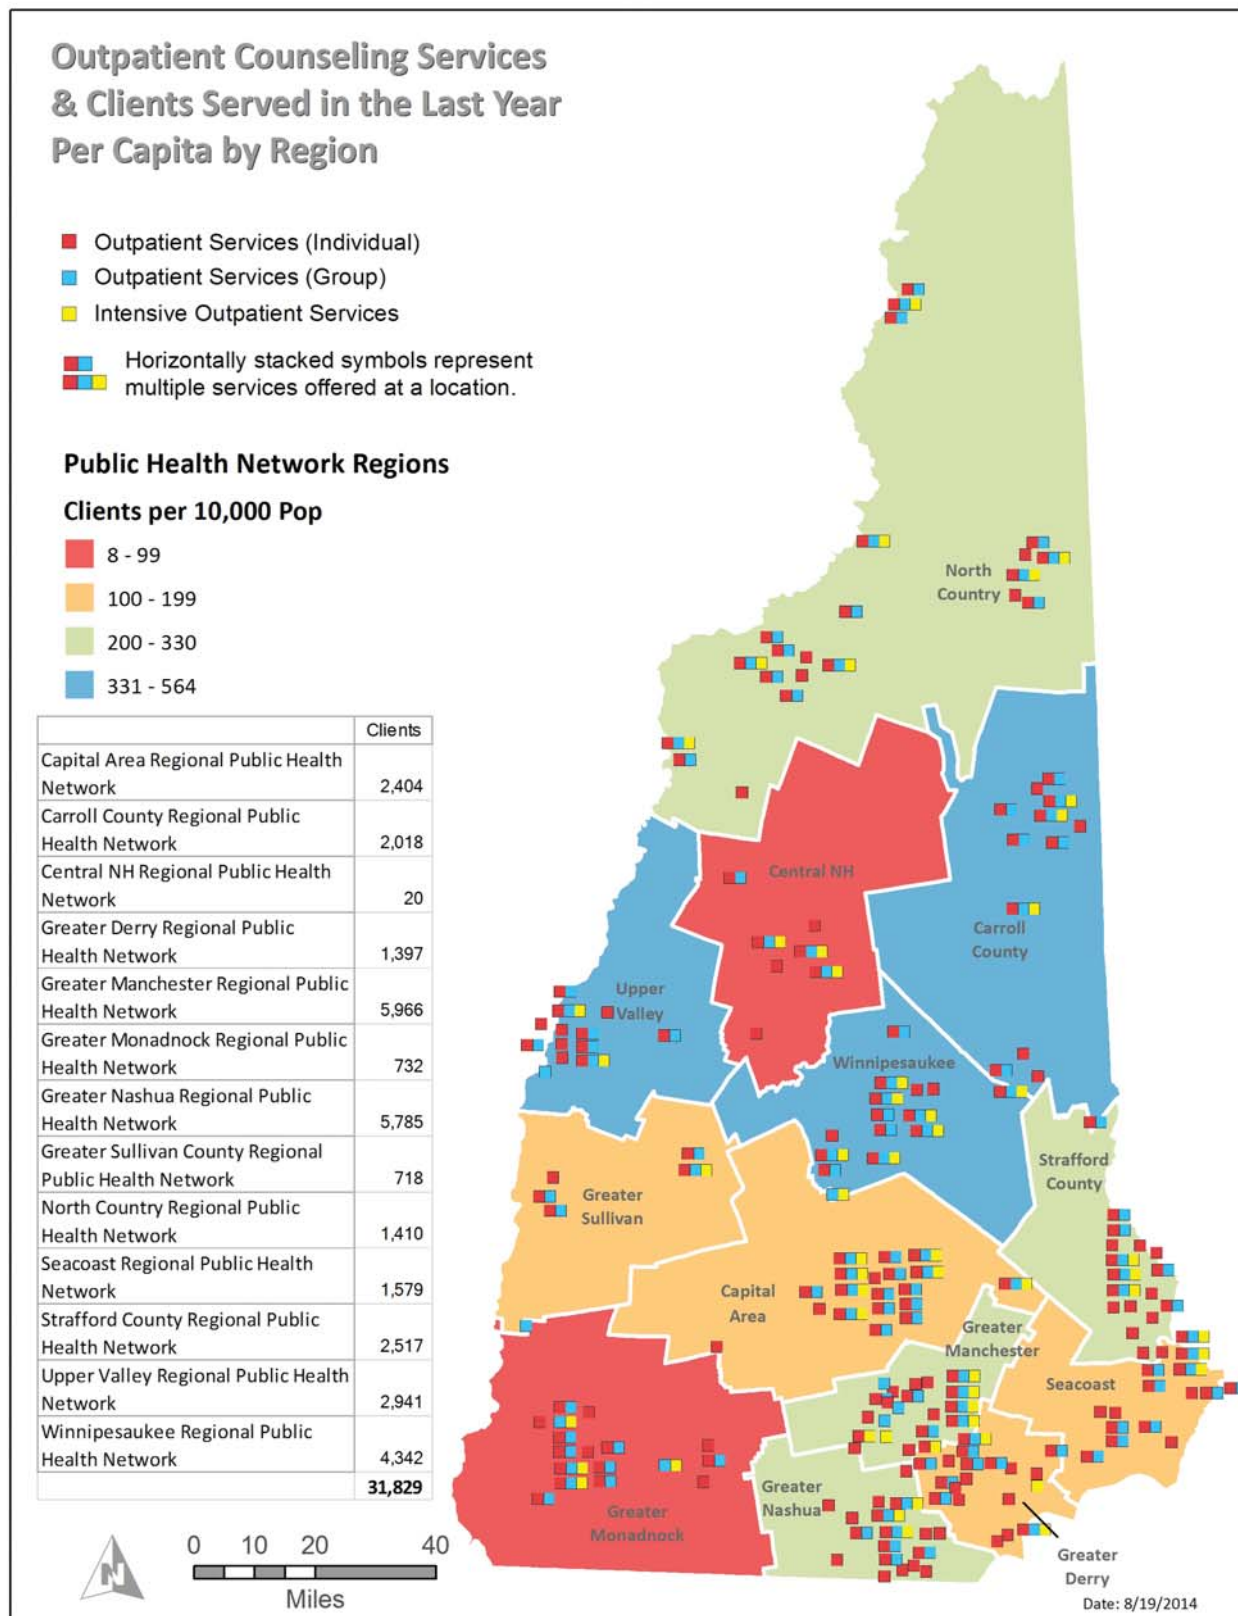 Outpatient Counseling Services
& Clients Served in the Last Year
Per Capita by Region
Outpatient Services (Individual)
Outpatient Services (Group)
Intensive Outpatient Services
Horizontally stacked symbols represent
multiple services offered at a location.
Public Health Network Regions
Clients per 10,000 Pop
8 - 99
100 - 199
200 - 330
331 - 564
Clients
Capital Area Regional Public Health
Network 2,404
Carroll County Regional Public
Health Network 2,018
Central NH Regional Public Health
Network 20
Greater Derry Regional Public
Health Network 1,397
Greater Manchester Regional Public
Health Network 5,966
Greater Monadnock Regional Public
Health Network 732
Greater Nashua Regional Public
Health Network 5,785
Greater Sullivan County Regional
Public Health Network 718
North Country Regional Public
Health Network 1,410
Seacoast Regional Public Health
Network 1,579
Strafford County Regional Public
Health Network 2,517
Upper Valley Regional Public Health
Network 2,941
Winnipesaukee Regional Public
Health Network 4,342
31,829
North
Country
Central NH
Carroll
County
Upper
Valley
Winnipesaukee
Strafford
County
Greater
Sullivan
Capital
Area
Greater
Manchester
Seacoast
Greater
Nashua
Greater
Monadnock
Greater
Derry
N
0 10 20 40
Miles
Date: 8/19/2014